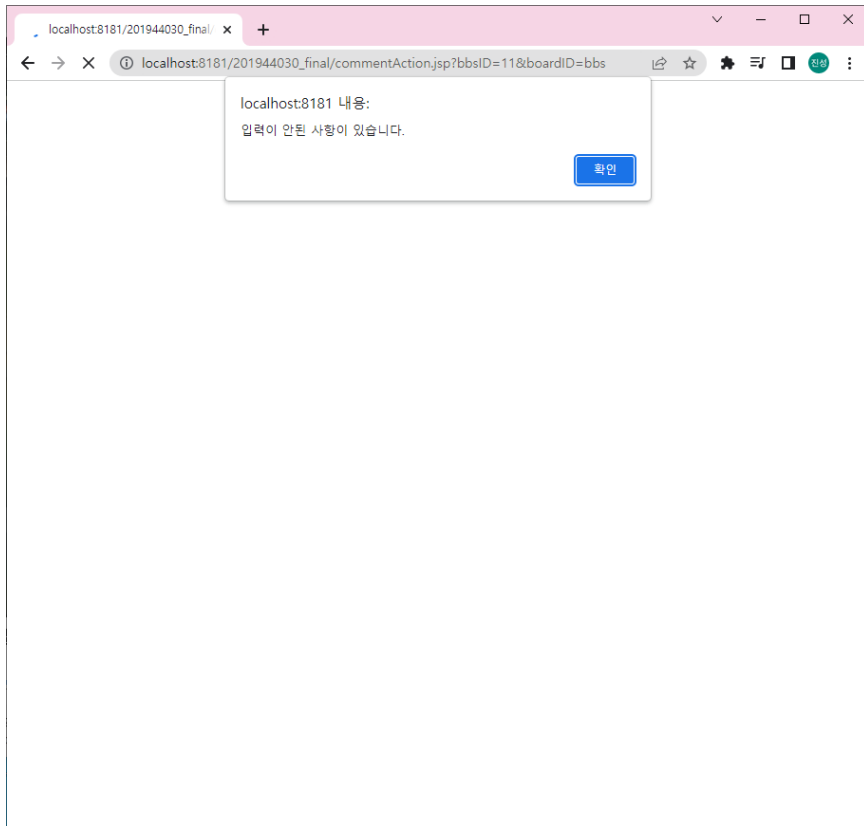 localhost:8181/201944030_final/
localhost:8181/201944030_final/commentAction.jsp?bbsID=11&boardID=bbs
진성
localhost:8181 내용:
입력이 안된 사항이 있습니다.
확인